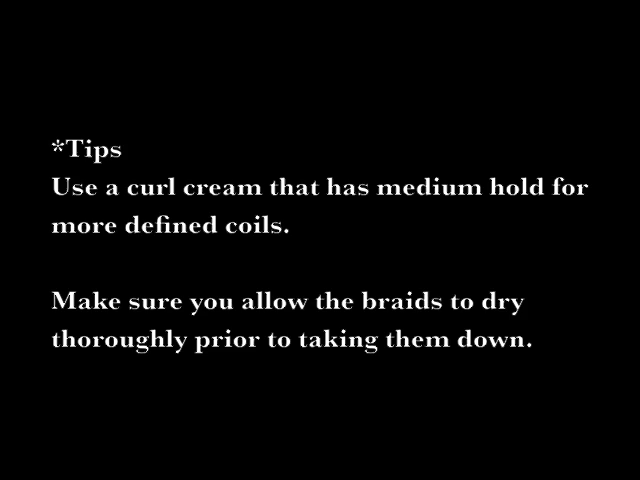 *Tips
Use a curl cream that has medium hold for
more defined coils.
Make sure you allow the braids to dry
thoroughly prior to taking them down.